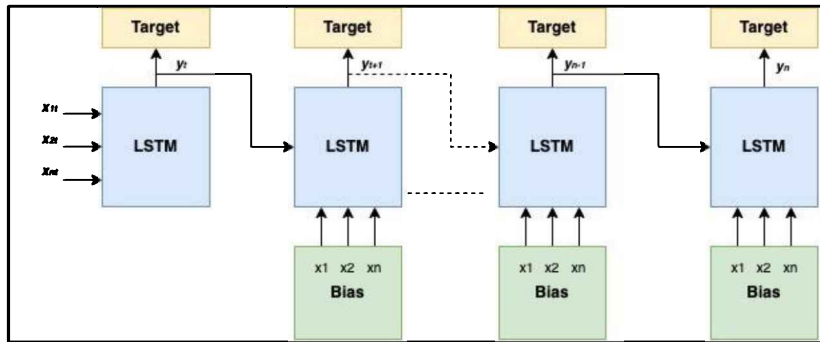 Target Target Target Target
yt yt+1 yn-1 yn
x1t
x2t
xnt
LSTM LSTM LSTM LSTM
x1 x2 xn x1 x2 xn x1 x2 xn
Bias Bias Bias